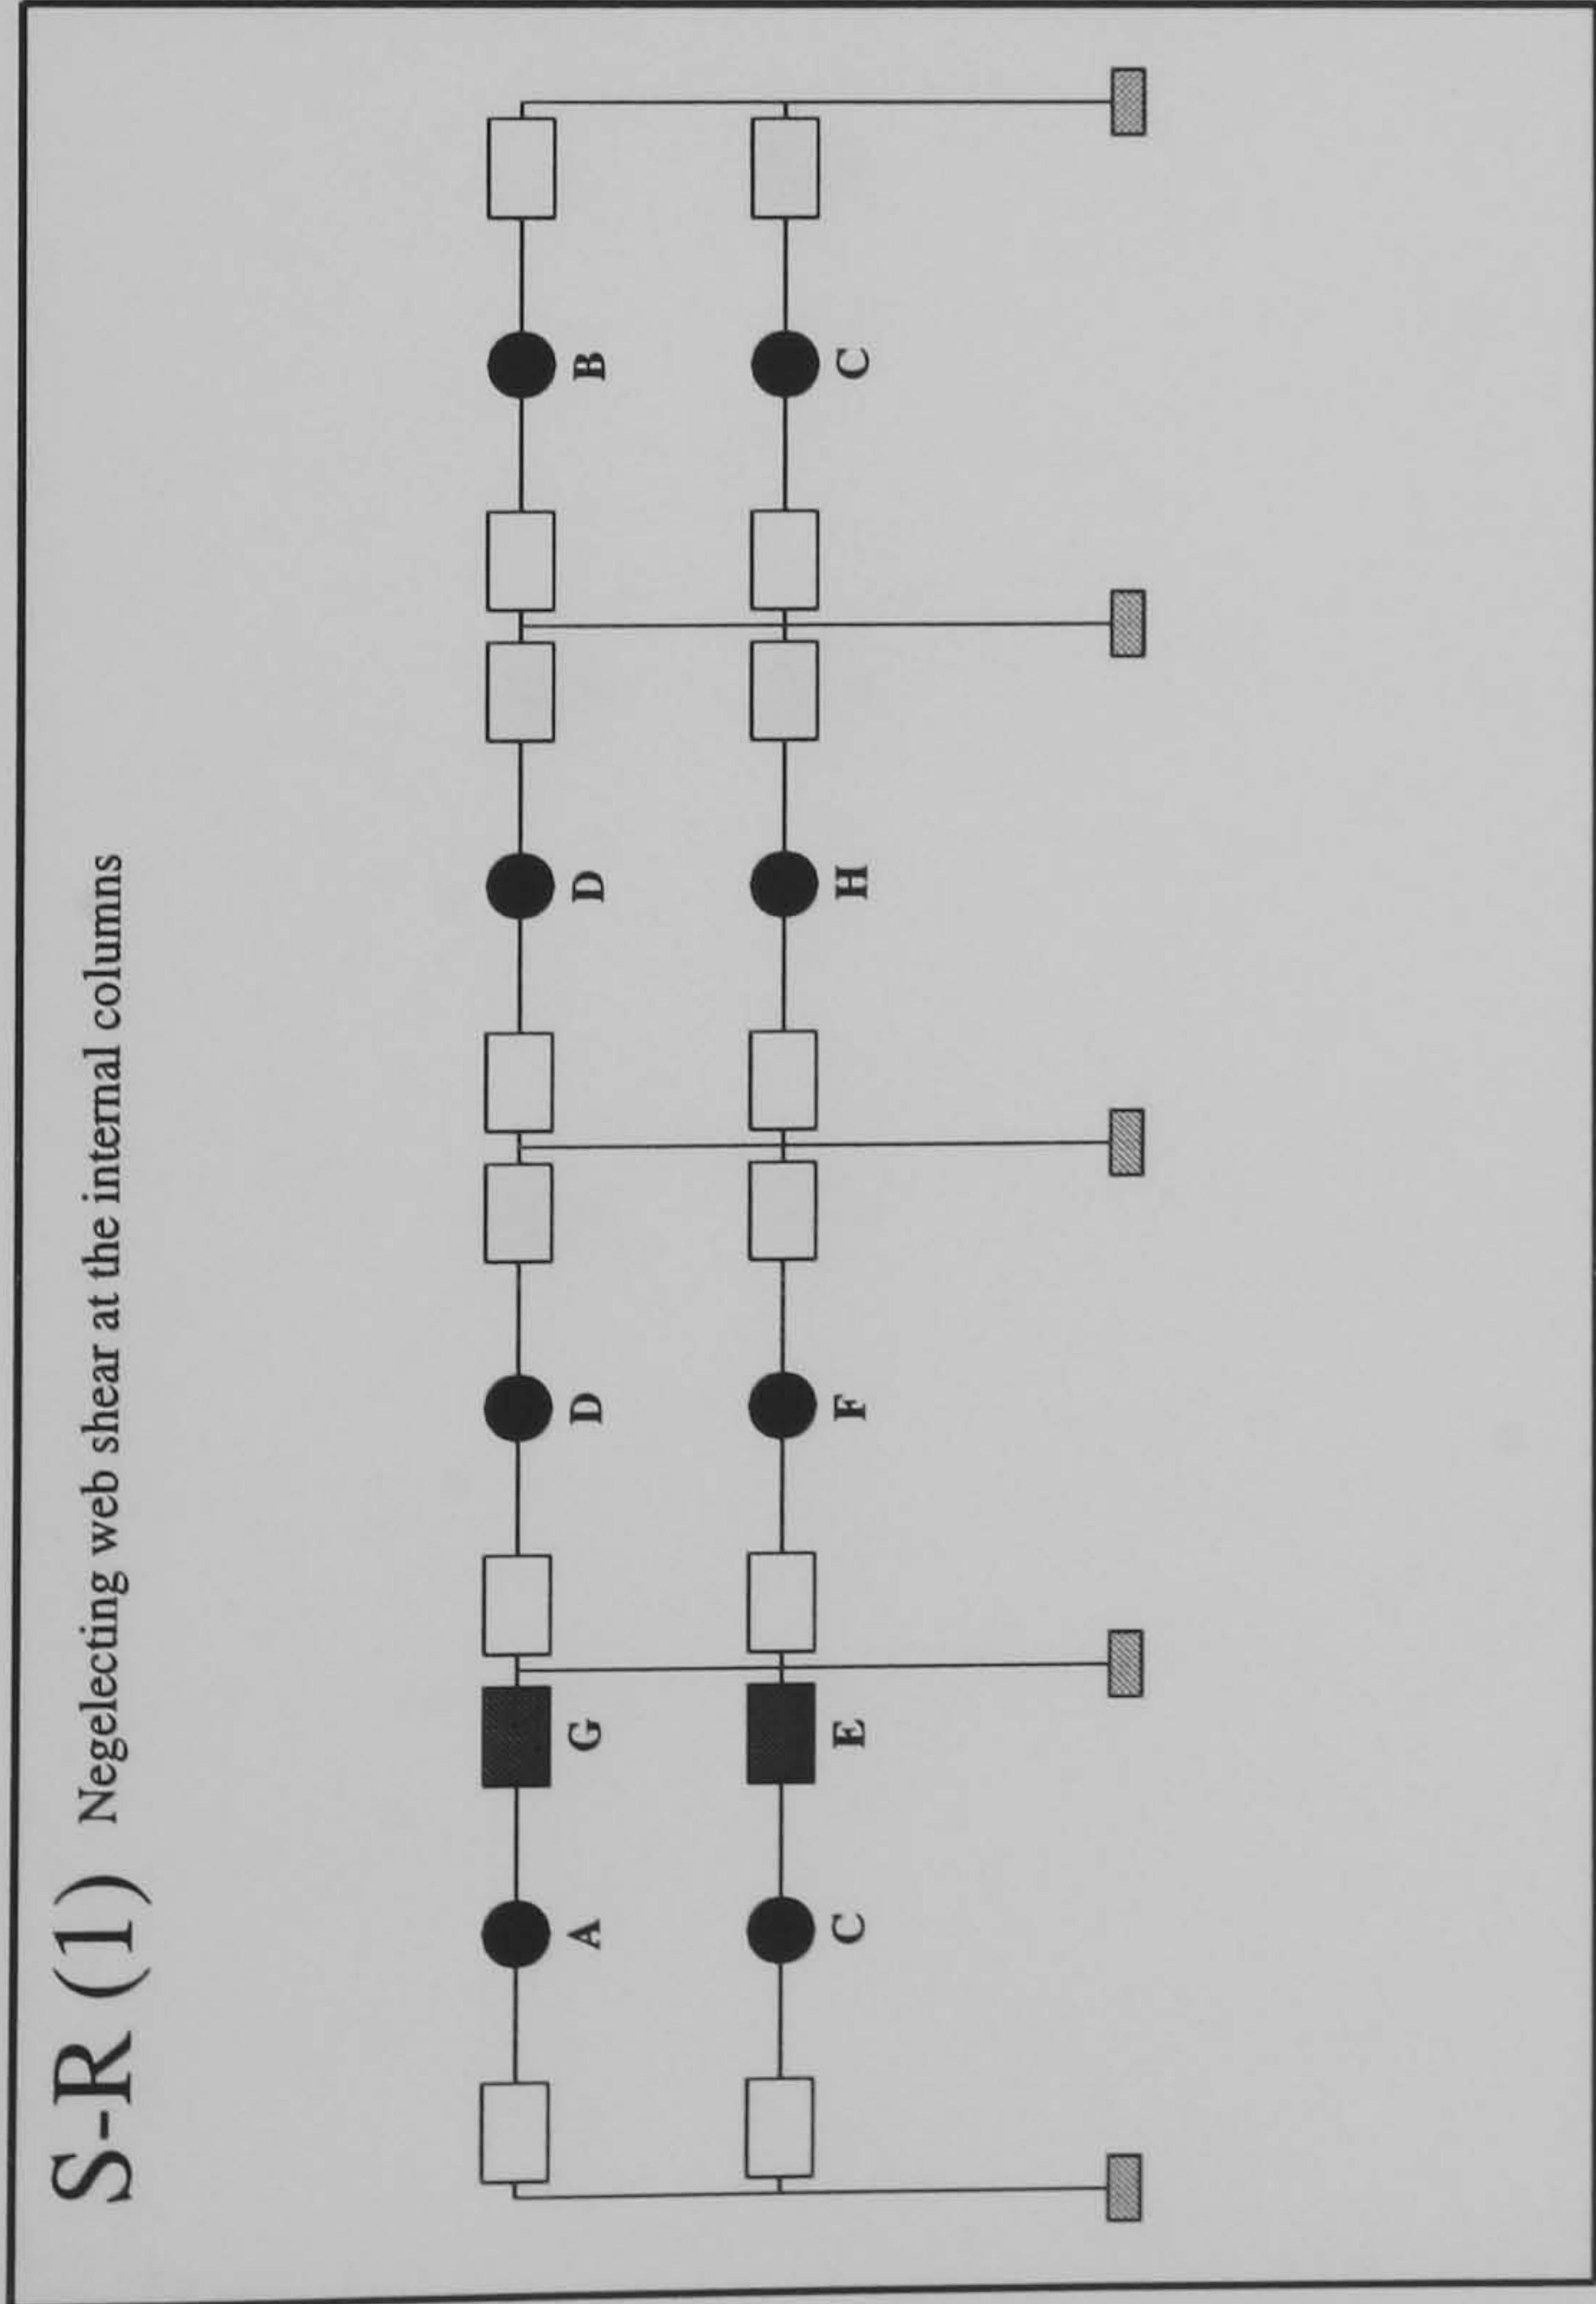 S-R (1) Negelecting web shear at the internal columns
A G D D B
C E F H C